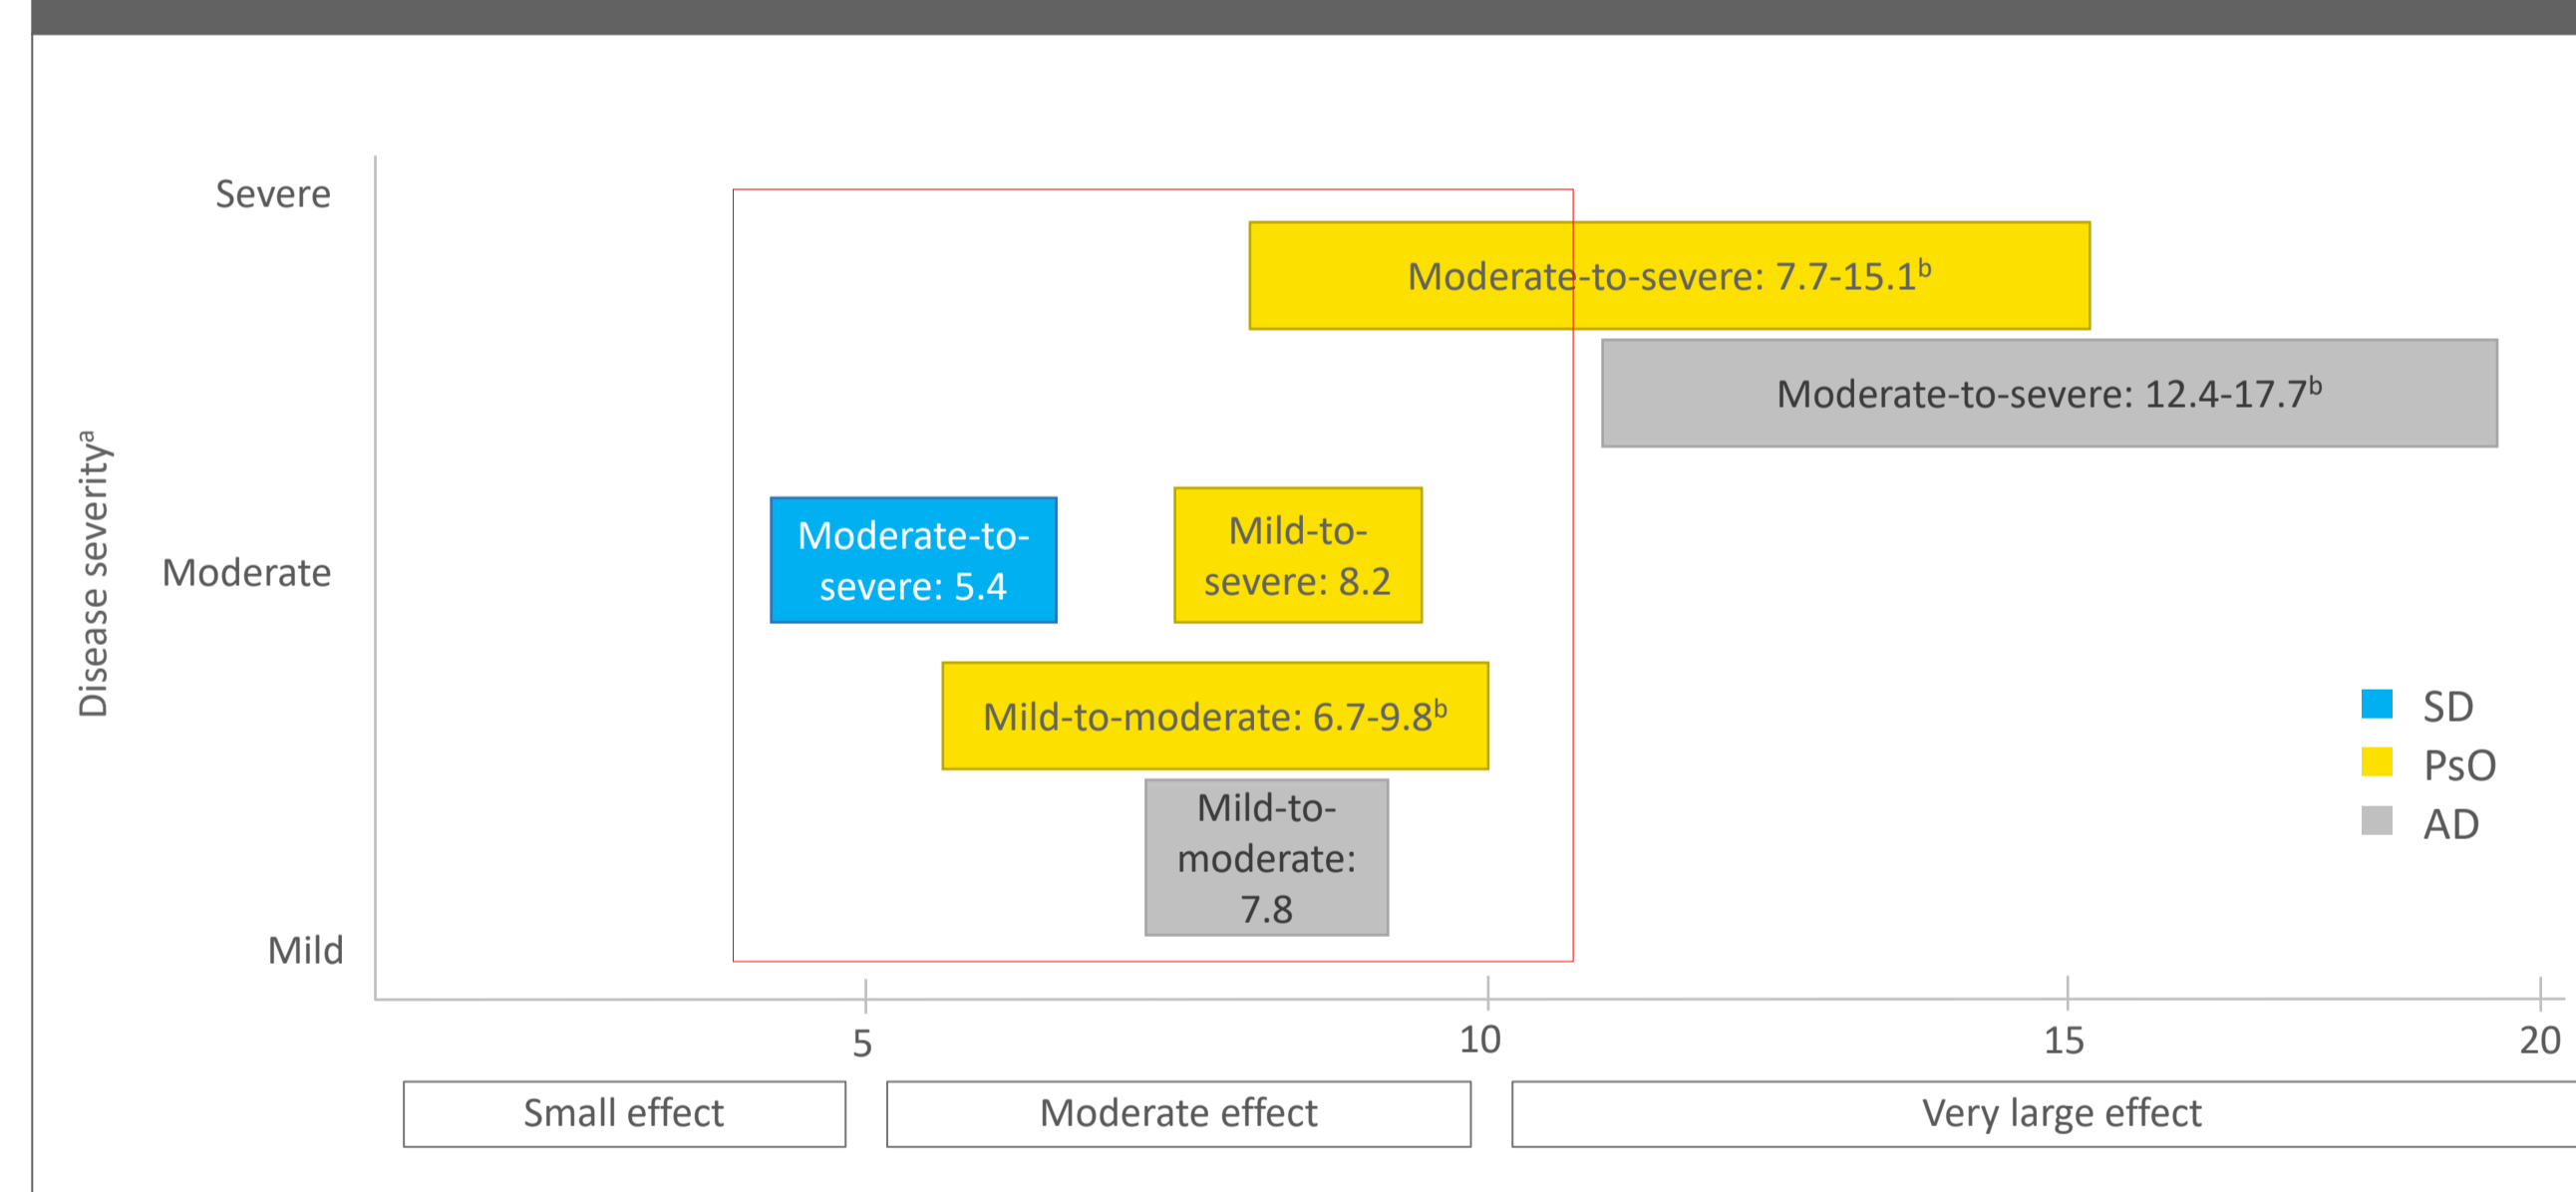 Severe
Moderate-to-severe: 7.7-15.1ᵇ
Moderate-to-severe: 12.4-17.7ᵇ
Disease severityᵃ
Moderate
Moderate-to-
severe: 5.4
Mild-to-
severe: 8.2
Mild-to-moderate: 6.7-9.8ᵇ
Mild-to-
moderate:
7.8
SD
PsO
AD
Mild
5
10
15
20
Small effect
Moderate effect
Very large effect